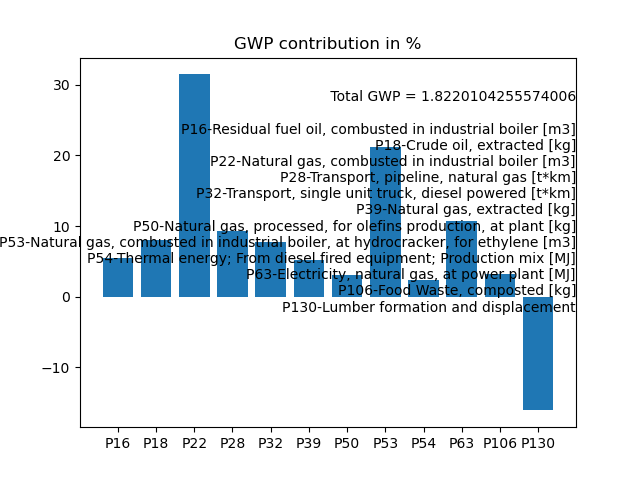 GWP contribution in %
30
20
10
0
−10
Total GWP = 1.8220104255574006
P16-Residual fuel oil, combusted in industrial boiler [m3]
P18-Crude oil, extracted [kg]
P22-Natural gas, combusted in industrial boiler [m3]
P28-Transport, pipeline, natural gas [t*km]
P32-Transport, single unit truck, diesel powered [t*km]
P39-Natural gas, extracted [kg]
P50-Natural gas, processed, for olefins production, at plant [kg]
P53-Natural gas, combusted in industrial boiler, at hydrocracker, for ethylene [m3]
P54-Thermal energy; From diesel fired equipment; Production mix [MJ]
P63-Electricity, natural gas, at power plant [MJ]
P106-Food Waste, composted [kg]
P130-Lumber formation and displacement
P16 P18 P22 P28 P32 P39 P50 P53 P54 P63 P106 P130